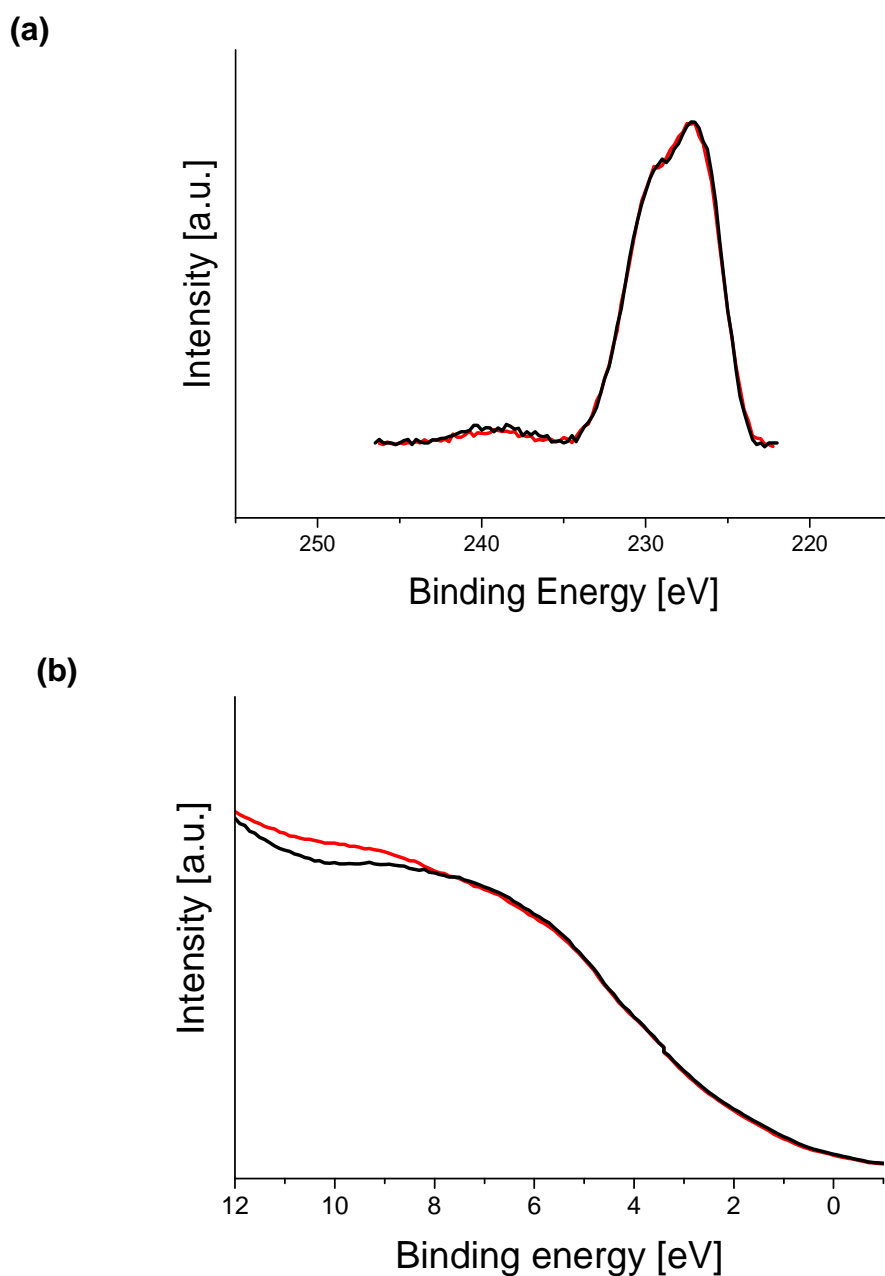 (a)
Intensity [a.u.]
250 240 230 220
Binding Energy [eV]
(b)
Intensity [a.u.]
12 10 8 6 4 2 0
Binding energy [eV]